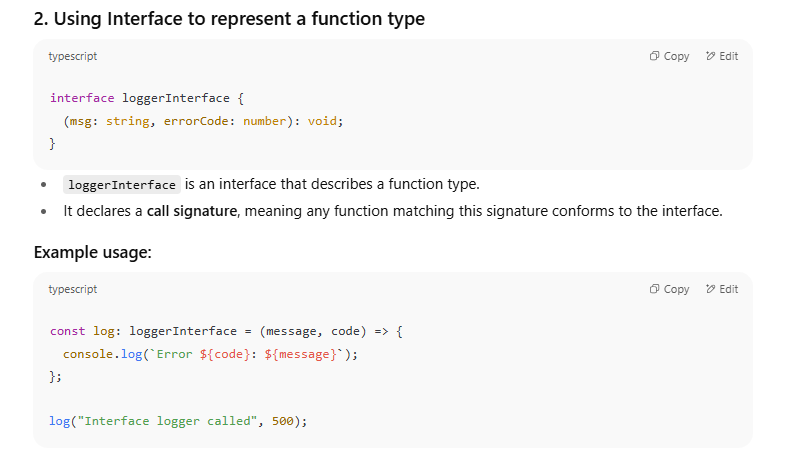 2. Using Interface to represent a function type
typescript
Copy Edit
interface loggerInterface {
  (msg: string, errorCode: number): void;
}
• loggerInterface is an interface that describes a function type.
• It declares a call signature, meaning any function matching this signature conforms to the interface.
Example usage:
typescript
Copy Edit
const log: loggerInterface = (message, code) => {
  console.log(`Error ${code}: ${message}`);
};
log("Interface logger called", 500);